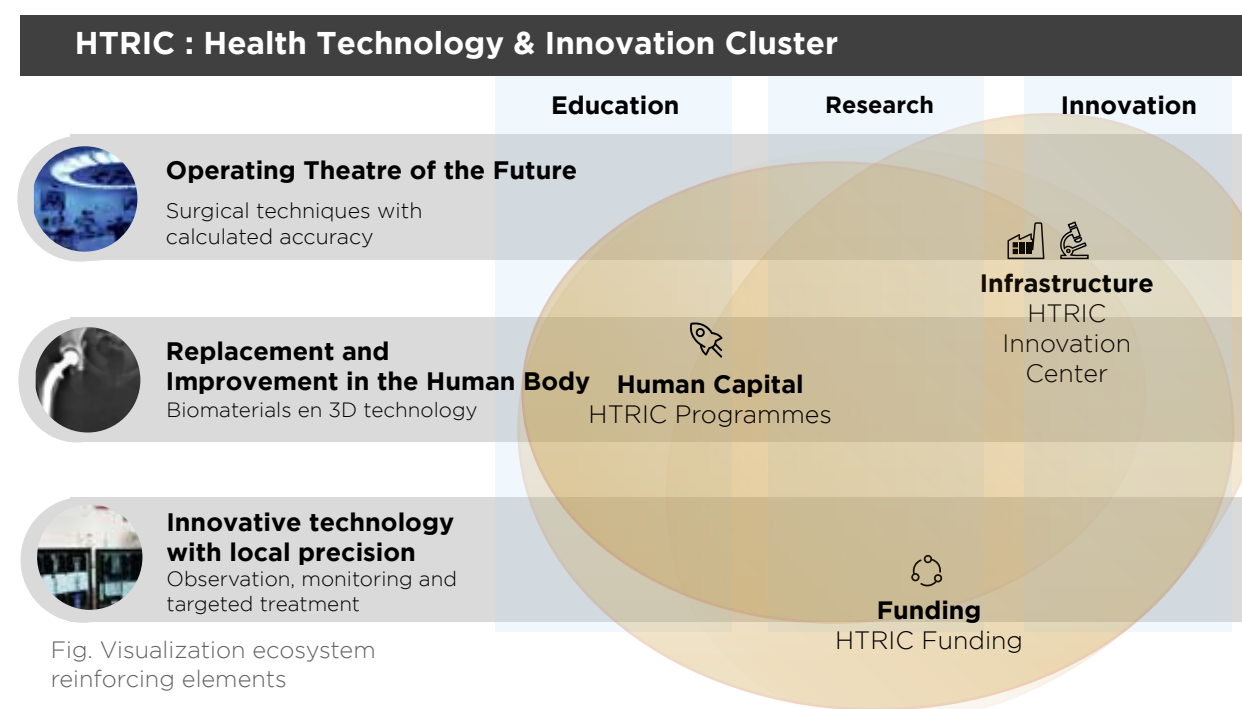 HTRIC : Health Technology & Innovation Cluster
Education
Research
Innovation
Operating Theatre of the Future
Surgical techniques with
calculated accuracy
Infrastructure
HTRIC
Innovation
Center
Replacement and
Improvement in the Human Body
Biomaterials en 3D technology
Human Capital
HTRIC Programmes
Innovative technology
with local precision
Observation, monitoring and
targeted treatment
Funding
HTRIC Funding
Fig. Visualization ecosystem
reinforcing elements